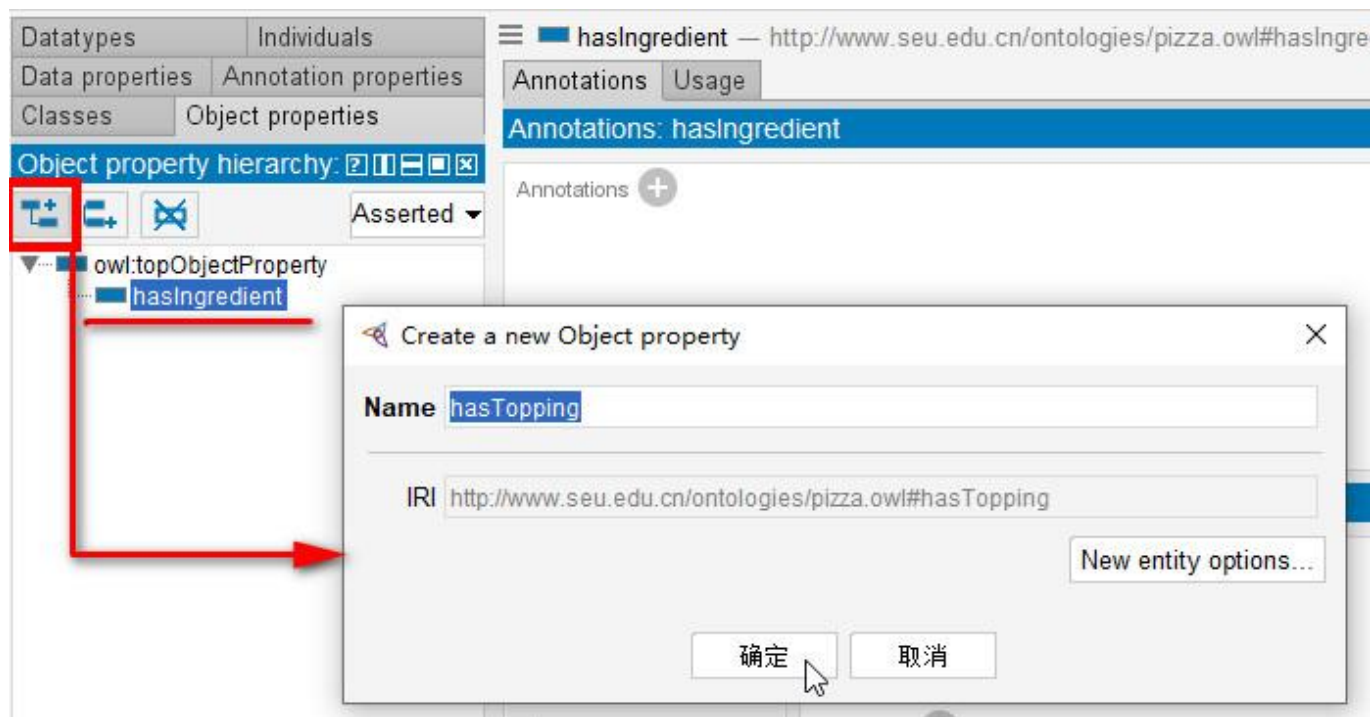 Datatypes Individuals
Data properties Annotation properties
Classes Object properties
Object property hierarchy:
Asserted
owl:topObjectProperty
hasIngredient
hasIngredient — http://www.seu.edu.cn/ontologies/pizza.owl#hasIngre
Annotations Usage
Annotations: hasIngredient
Annotations
Create a new Object property
Name hasTopping
IRI http://www.seu.edu.cn/ontologies/pizza.owl#hasTopping
New entity options...
确定 取消